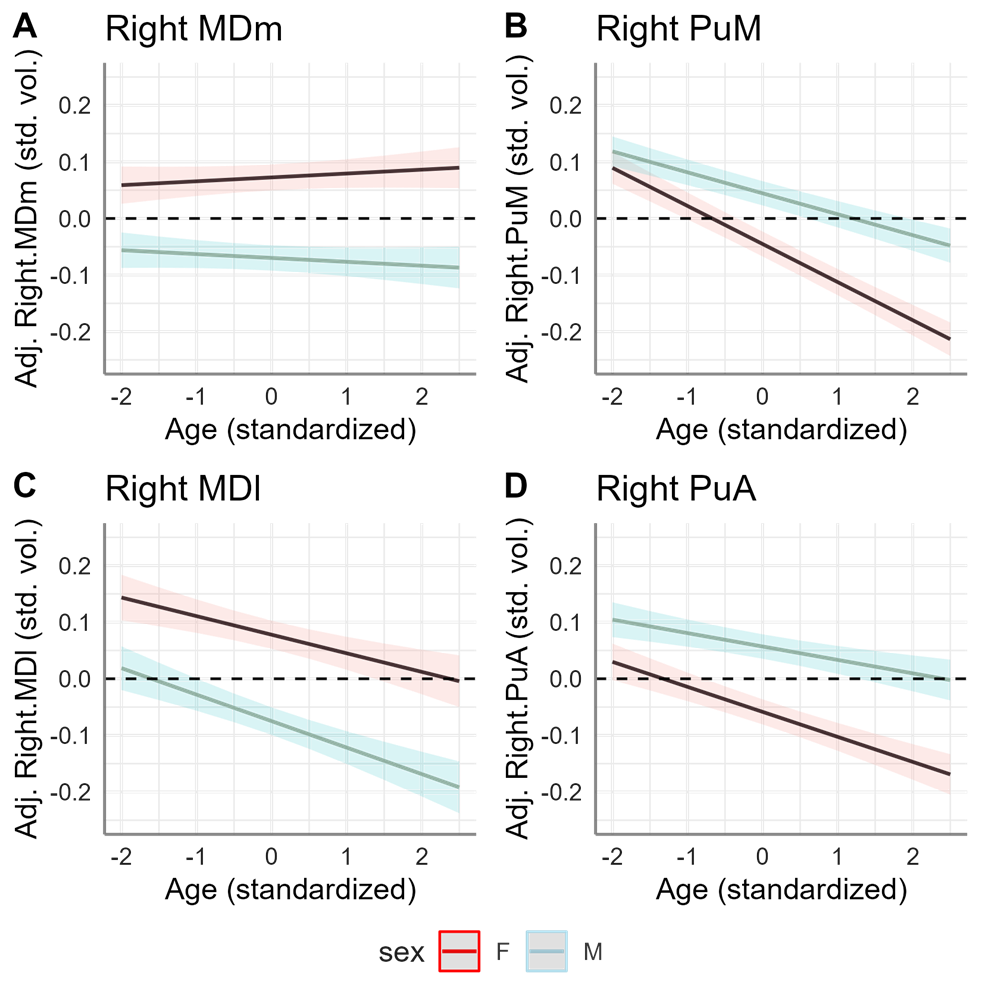 A Right MDm
Adj. Right.MDm (std. vol.)
0.2
0.1
0.0
-0.1
-0.2
-2 -1 0 1 2
Age (standardized)
B Right PuM
Adj. Right.PuM (std. vol.)
0.2
0.1
0.0
-0.1
-0.2
-2 -1 0 1 2
Age (standardized)
C Right MDl
Adj. Right.MDl (std. vol.)
0.2
0.1
0.0
-0.1
-0.2
-2 -1 0 1 2
Age (standardized)
D Right PuA
Adj. Right.PuA (std. vol.)
0.2
0.1
0.0
-0.1
-0.2
-2 -1 0 1 2
Age (standardized)
sex F M